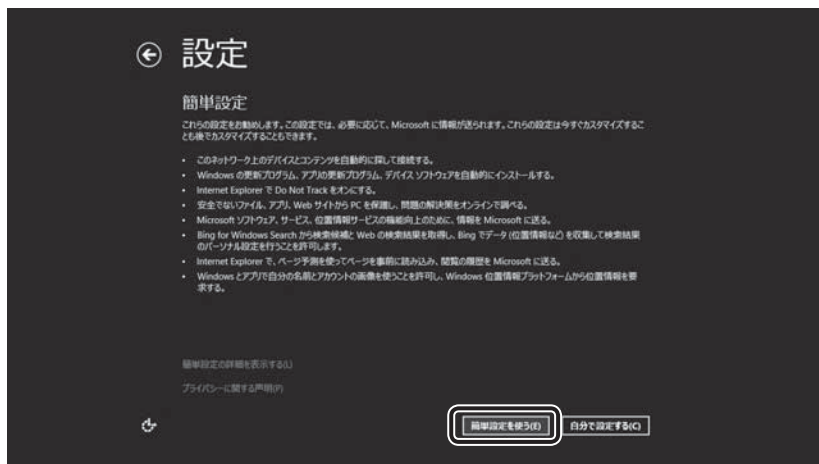 設定
簡単設定
これらの設定をお勧めします。この設定では、必要に応じて、Microsoft に情報が送られます。これらの設定は今すぐカスタマイズするこ
とも後でカスタマイズすることもできます。
• このネットワーク上のデバイスとコンテンツを自動的に探して接続する。
• Windows の更新プログラム、アプリの更新プログラム、デバイス ソフトウェアを自動的にインストールする。
• Internet Explorer で Do Not Track をオンにする。
• 安全でないファイル、アプリ、Web サイトから PC を保護し、問題の解決策をオンラインで調べる。
• Microsoft ソフトウェア、サービス、位置情報サービスの機能向上のために、情報を Microsoft に送る。
• Bing for Windows Search から検索候補と Web の検索結果を取得し、Bing でデータ (位置情報など) を収集して検索結果
のパーソナル設定を行うことを許可します。
• Internet Explorer で、ページ予測を使ってページを事前に読み込み、閲覧の履歴を Microsoft に送る。
• Windows とアプリで自分の名前とアカウントの画像を使うことを許可し、Windows 位置情報プラットフォームから位置情報を要
求する。
簡単設定の詳細を表示する(L)
プライバシーに関する声明(P)
簡単設定を使う(E) 自分で設定する(C)